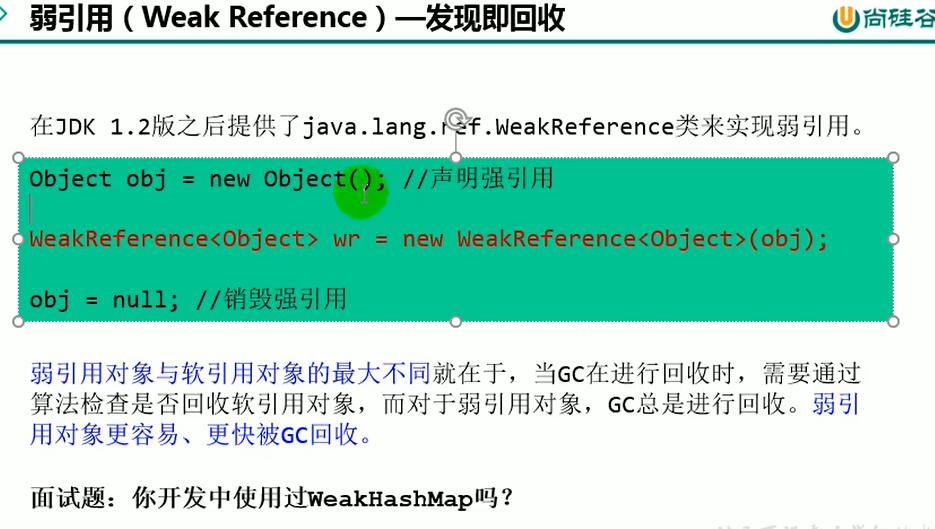 弱引用（Weak Reference）—发现即回收
尚硅谷
在JDK 1.2版之后提供了java.lang.ref.WeakReference类来实现弱引用。
Object obj = new Object(); //声明强引用
WeakReference<Object> wr = new WeakReference<Object>(obj);
obj = null; //销毁强引用
弱引用对象与软引用对象的最大不同就在于，当GC在进行回收时，需要通过
算法检查是否回收软引用对象，而对于弱引用对象，GC总是进行回收。弱引
用对象更容易、更快被GC回收。
面试题：你开发中使用过WeakHashMap吗？